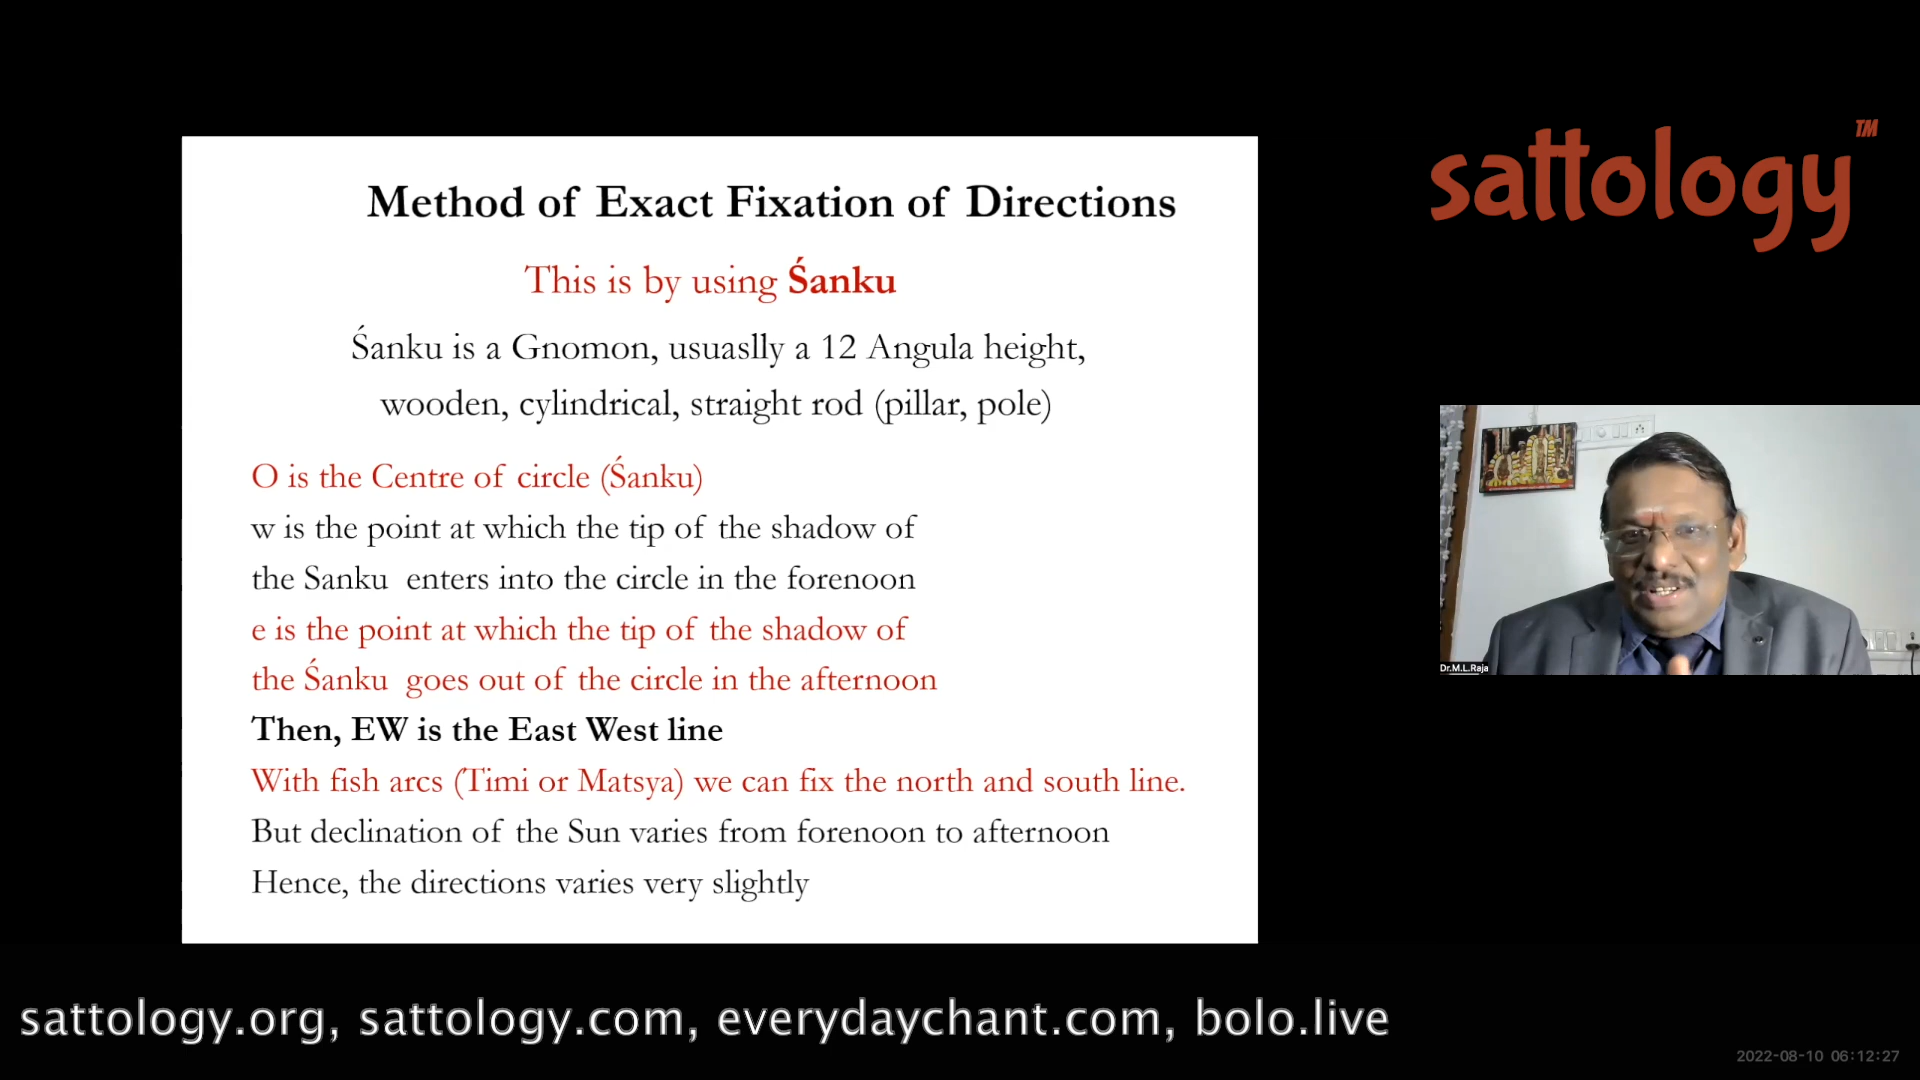 Method of Exact Fixation of Directions
This is by using Śanku
Śanku is a Gnomon, usuaslly a 12 Angula height,
wooden, cylindrical, straight rod (pillar, pole)
O is the Centre of circle (Śanku)
w is the point at which the tip of the shadow of
the Sanku enters into the circle in the forenoon
e is the point at which the tip of the shadow of
the Śanku goes out of the circle in the afternoon
Then, EW is the East West line
With fish arcs (Timi or Matsya) we can fix the north and south line.
But declination of the Sun varies from forenoon to afternoon
Hence, the directions varies very slightly
sattology™
Dr.M.L.Raja
sattology.org, sattology.com, everydaychant.com, bolo.live
2022-08-10 06:12:27